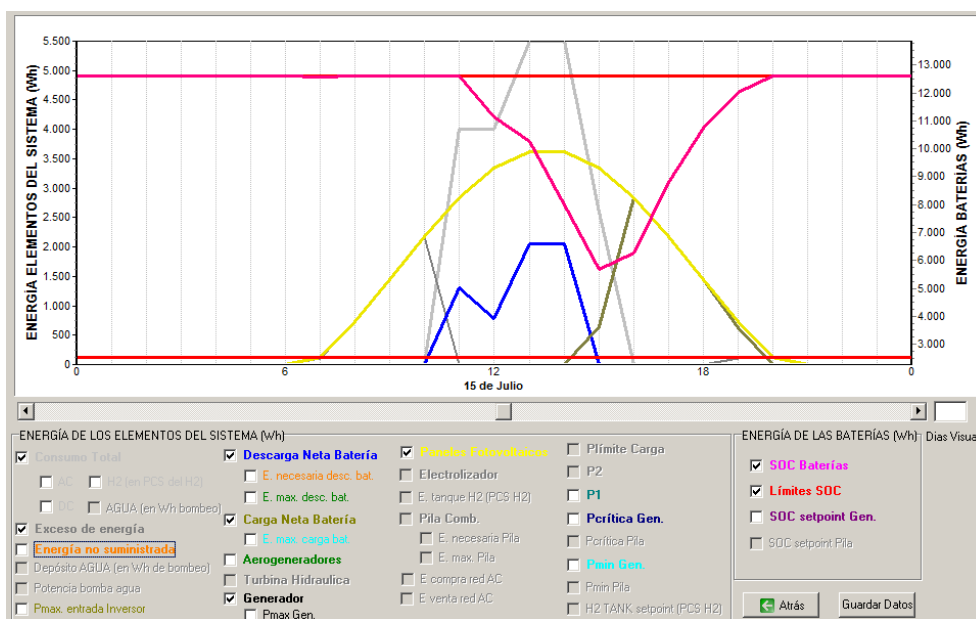 ENERGÍA ELEMENTOS DEL SISTEMA (Wh)
5.500
5.000
4.500
4.000
3.500
3.000
2.500
2.000
1.500
1.000
500
0
0
6
12
18
0
15 de Julio
13.000
12.000
11.000
10.000
9.000
8.000
7.000
6.000
5.000
4.000
3.000
ENERGÍA BATERÍAS (Wh)
ENERGÍA DE LOS ELEMENTOS DEL SISTEMA (Wh)
Consumo Total
AC
H2 (en PCS del H2)
DC
AGUA (en Wh bombeo)
Exceso de energía
Energía no suministrada
Depósito AGUA (en Wh de bombeo)
Potencia bomba agua
Pmax. entrada Inversor
Descarga Neta Batería
E. necesaria desc. bat.
E. max. desc. bat.
Carga Neta Batería
E. max. carga bat.
Aerogeneradores
Turbina Hidraulica
Generador
Pmax Gen.
Paneles Fotovoltaicos
Electrolizador
E. tanque H2 (PCS H2)
Pila Comb.
E. necesaria Pila
E. max. Pila
E compra red AC
E venta red AC
Plímite Carga
P2
P1
Pcrítica Gen.
Pcrítica Pila
Pmin Gen.
Pmin Pila
H2 TANK setpoint (PCS H2)
ENERGÍA DE LAS BATERÍAS (Wh)
SOC Baterías
Límites SOC
SOC setpoint Gen.
SOC setpoint Pila
Dias Visua
Atrás
Guardar Datos